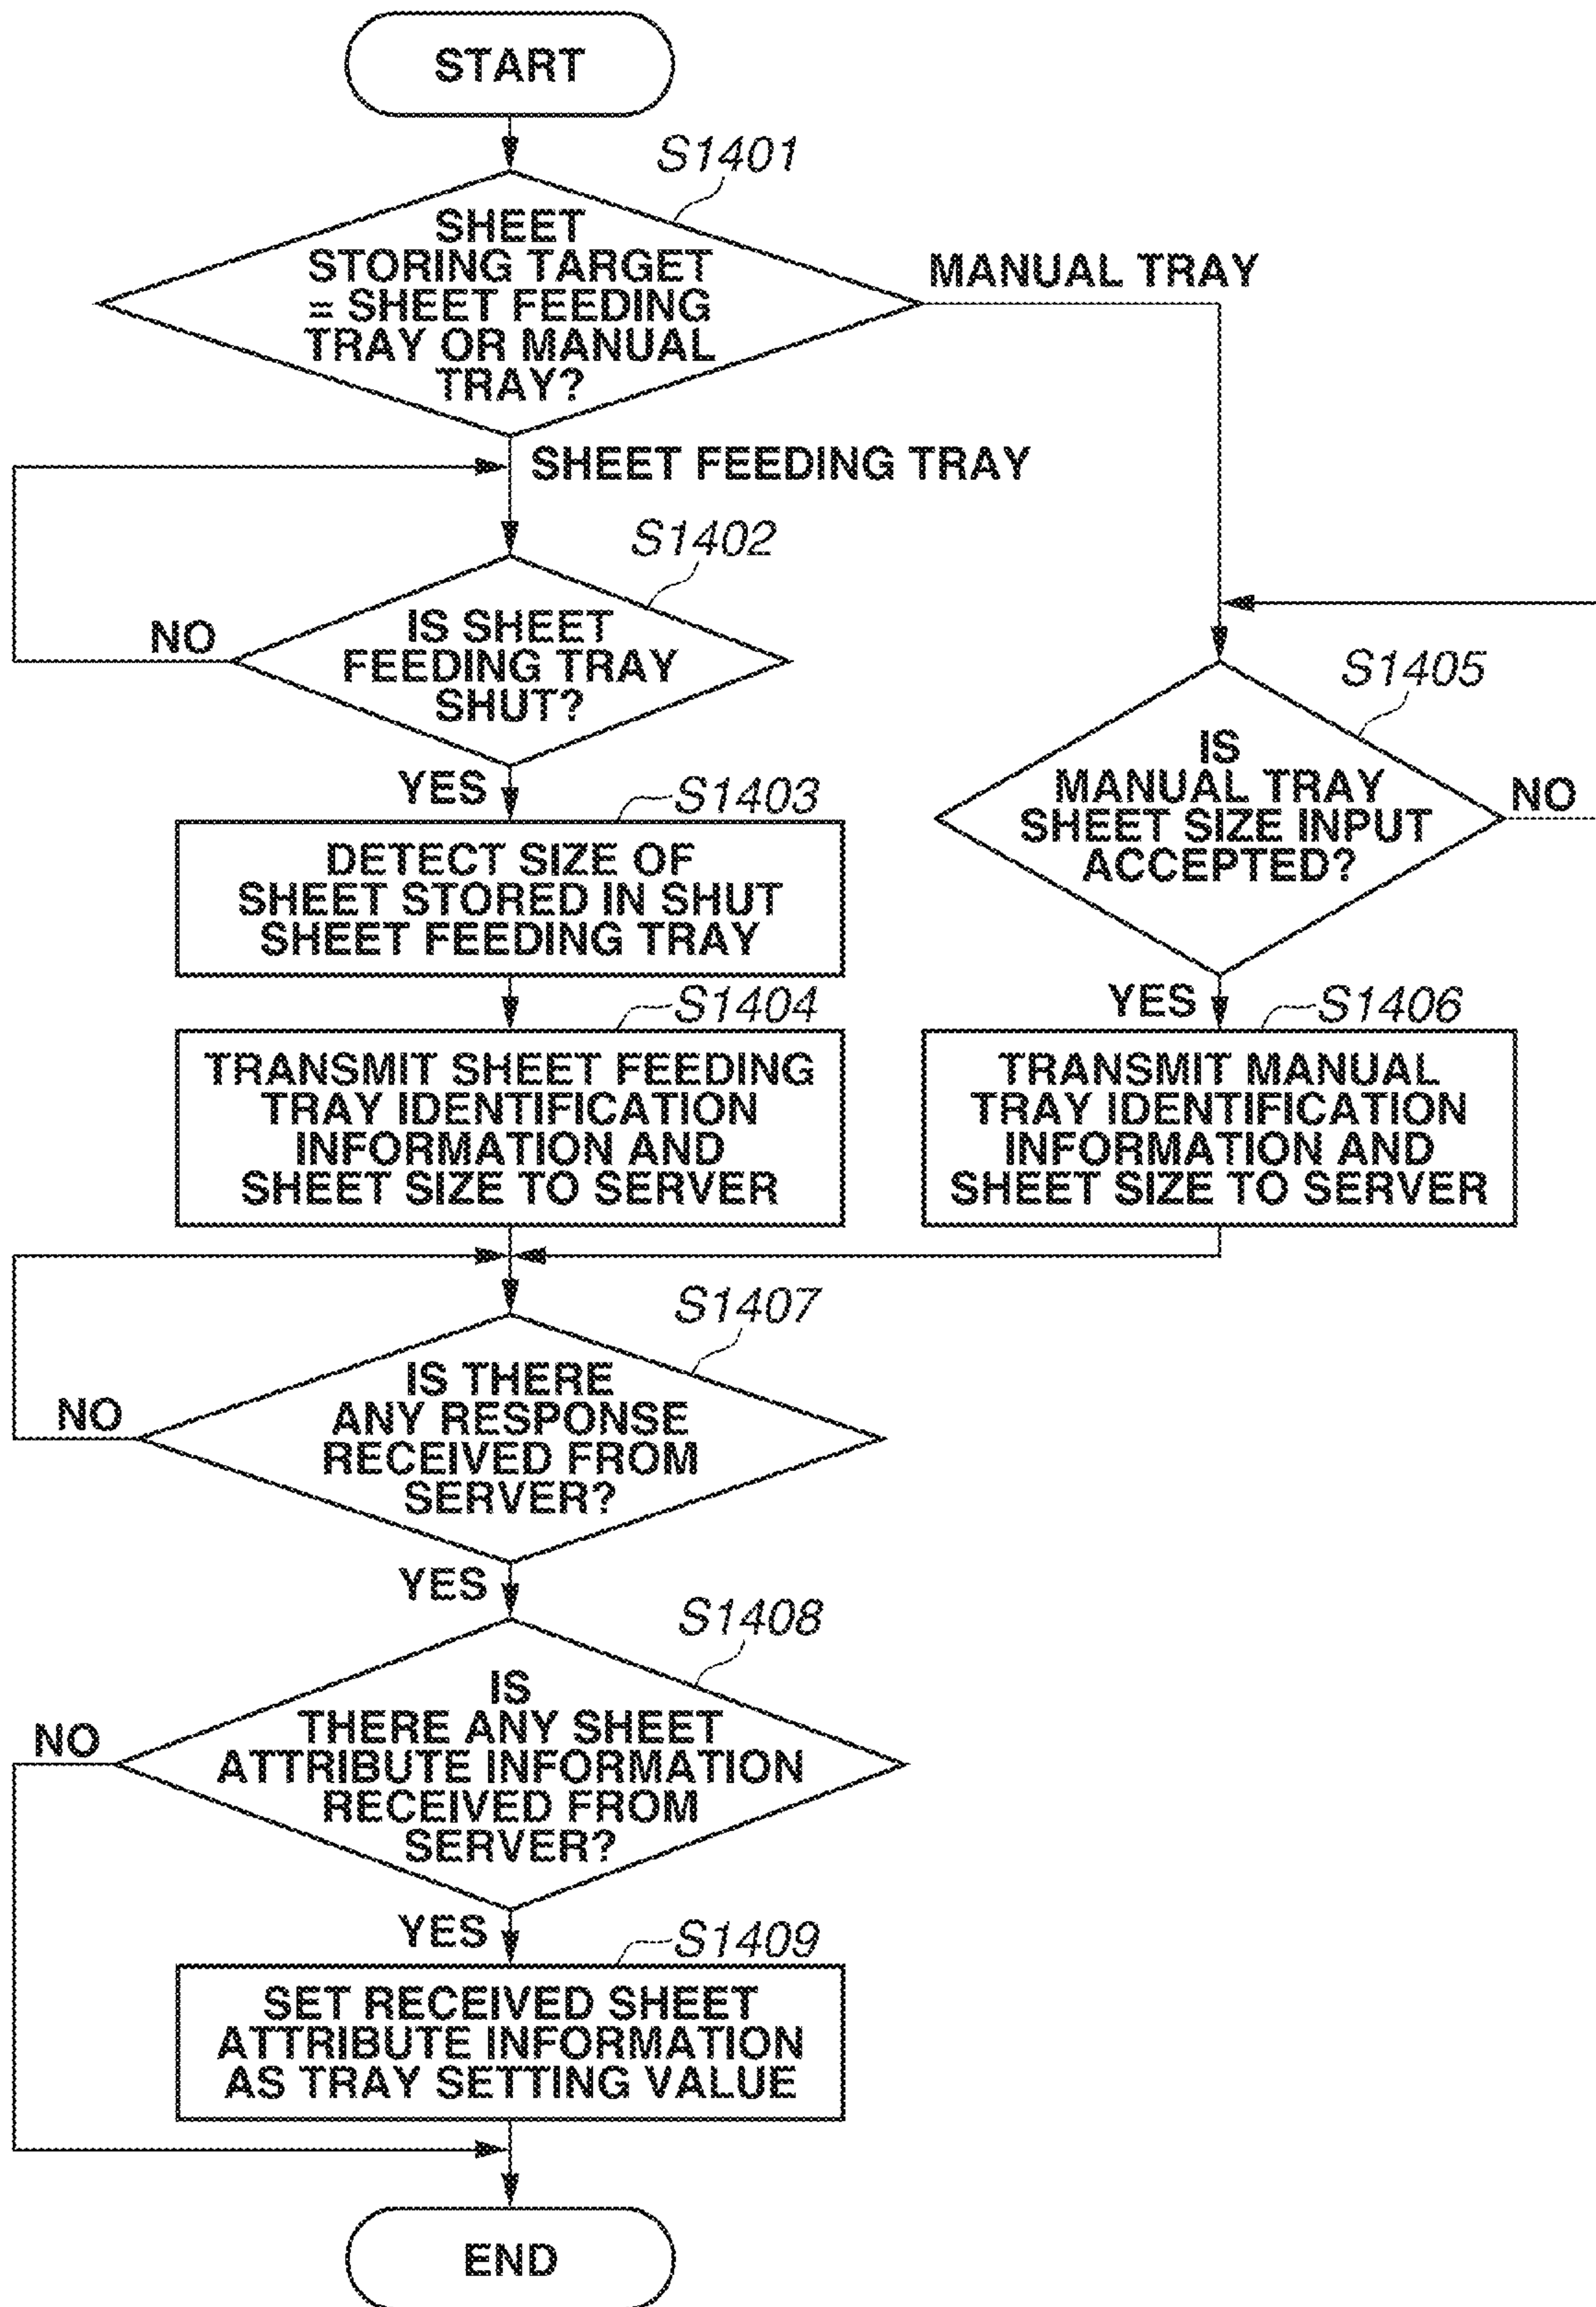 START
S1401
SHEET
STORING TARGET
= SHEET FEEDING
TRAY OR MANUAL
TRAY?
MANUAL TRAY
SHEET FEEDING TRAY
S1402
IS SHEET
FEEDING TRAY
SHUT?
NO
YES
S1405
IS
MANUAL TRAY
SHEET SIZE INPUT
ACCEPTED?
NO
YES
S1403
DETECT SIZE OF
SHEET STORED IN SHUT
SHEET FEEDING TRAY
S1404
TRANSMIT SHEET FEEDING
TRAY IDENTIFICATION
INFORMATION AND
SHEET SIZE TO SERVER
S1406
TRANSMIT MANUAL
TRAY IDENTIFICATION
INFORMATION AND
SHEET SIZE TO SERVER
S1407
IS THERE
ANY RESPONSE
RECEIVED FROM
SERVER?
NO
YES
S1408
IS
THERE ANY SHEET
ATTRIBUTE INFORMATION
RECEIVED FROM
SERVER?
NO
YES
S1409
SET RECEIVED SHEET
ATTRIBUTE INFORMATION
AS TRAY SETTING VALUE
END